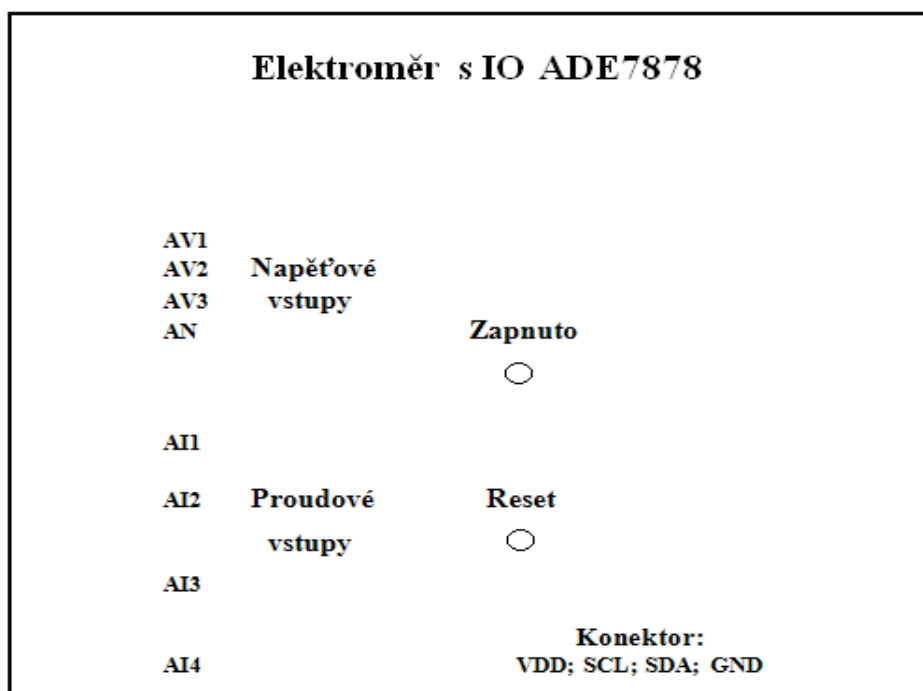 Elektroměr s IO ADE7878
AV1
AV2 Napěťové
AV3 vstupy
AN Zapnuto
AI1
AI2 Proudové Reset
vstupy
AI3
Konektor:
AI4 VDD; SCL; SDA; GND